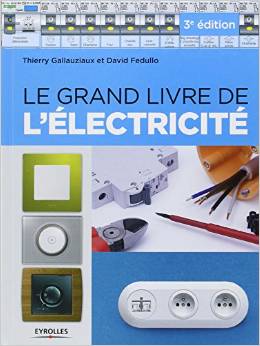 3e édition
Thierry Gallauziaux et David Fedullo
LE GRAND LIVRE DE
L'ÉLECTRICITÉ
EYROLLES